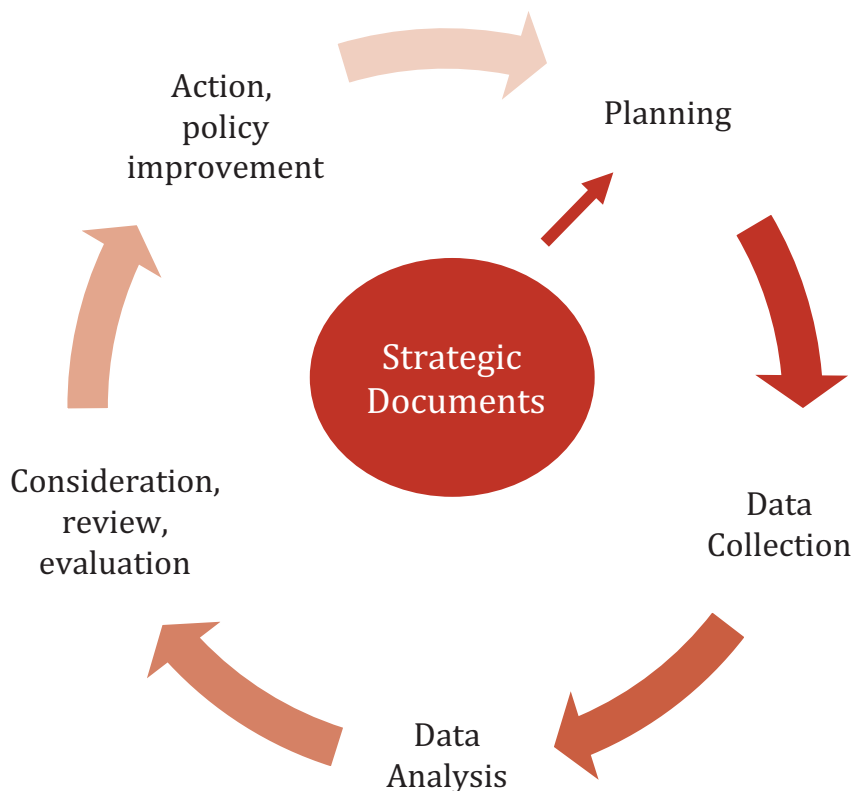 Action,
policy
improvement
Planning
Strategic
Documents
Data
Collection
Consideration,
review,
evaluation
Data
Analysis